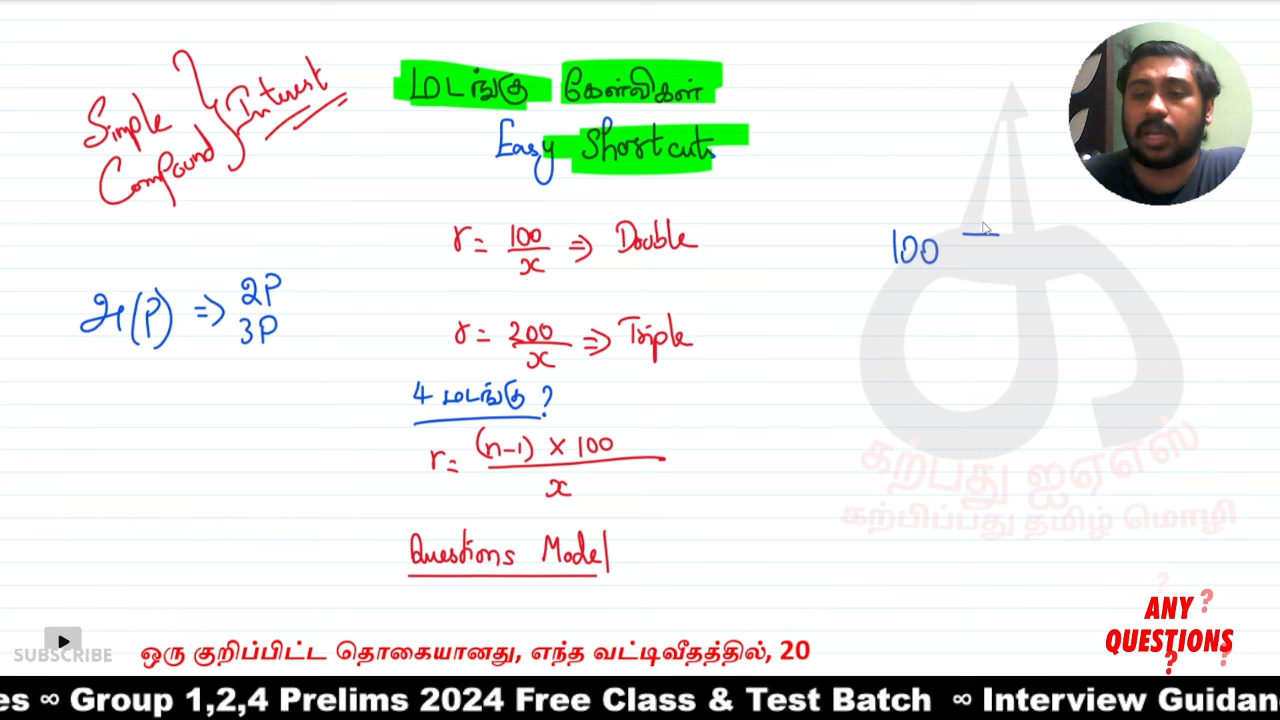 Simple
Compound } Interest
மடங்கு கேள்விகள்
Easy Shortcuts
r = 100/x => Double
அ(P) => 2P
3P
r = 200/x => Triple
4 மடங்கு ?
r = (n-1) x 100 / x
Questions Model
100
கற்பது ஐஏஎஸ்
கற்பிப்பது தமிழ் மொழி
ANY ?
QUESTIONS
?
SUBSCRIBE
ஒரு குறிப்பிட்ட தொகையானது, எந்த வட்டிவீதத்தில், 20
es ∞ Group 1,2,4 Prelims 2024 Free Class & Test Batch ∞ Interview Guidan